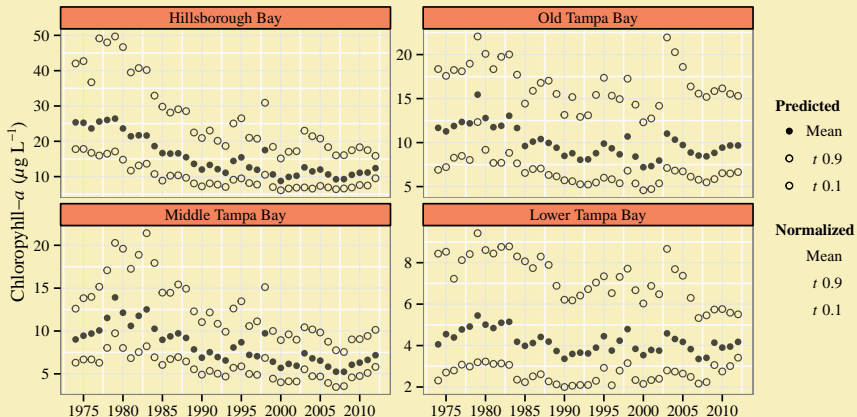 Hillsborough Bay
Old Tampa Bay
50
40
30
20
10
20
15
10
5
Middle Tampa Bay
Lower Tampa Bay
20
15
10
5
8
6
4
2
1975 1980 1985 1990 1995 2000 2005 2010
1975 1980 1985 1990 1995 2000 2005 2010
Chloropyhll−a (μg L⁻¹)
Predicted
Mean
t 0.9
t 0.1
Normalized
Mean
t 0.9
t 0.1